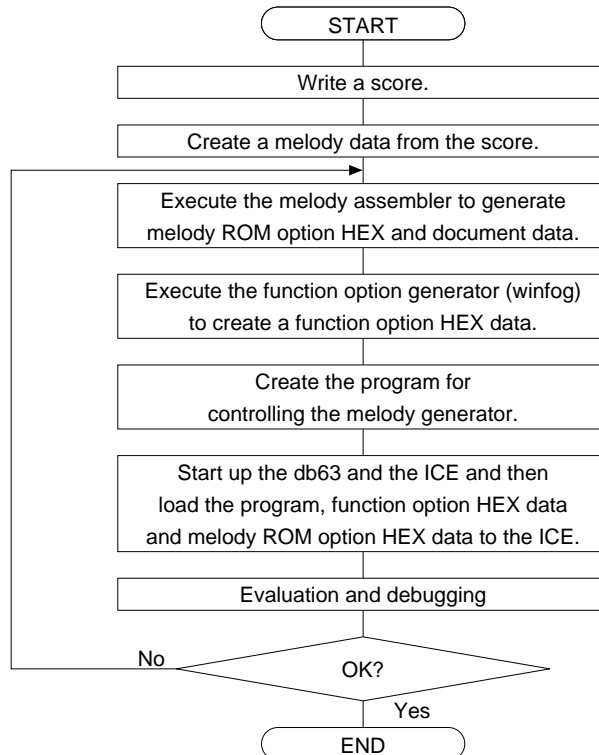 START
Write a score.
Create a melody data from the score.
Execute the melody assembler to generate
melody ROM option HEX and document data.
Execute the function option generator (winfog)
to create a function option HEX data.
Create the program for
controlling the melody generator.
Start up the db63 and the ICE and then
load the program, function option HEX data
and melody ROM option HEX data to the ICE.
Evaluation and debugging
No
OK?
Yes
END